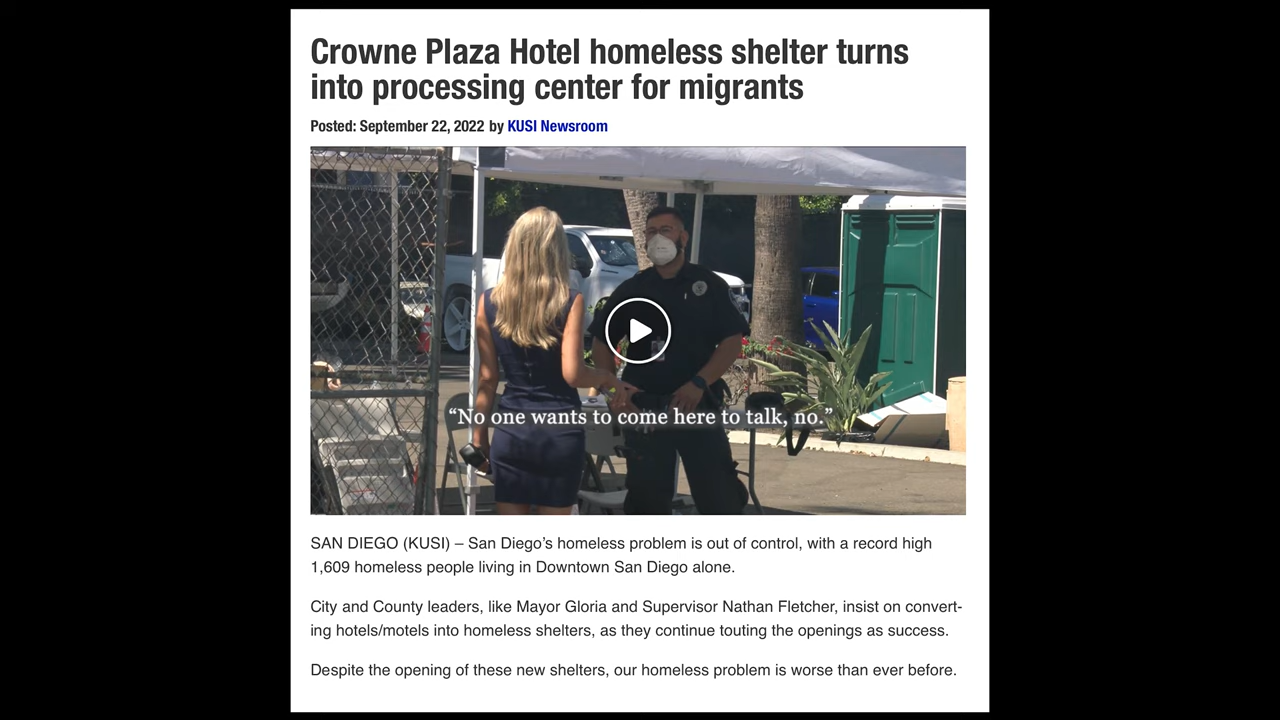 Crowne Plaza Hotel homeless shelter turns
into processing center for migrants
Posted: September 22, 2022 by KUSI Newsroom
“No one wants to come here to talk, no.”
SAN DIEGO (KUSI) – San Diego’s homeless problem is out of control, with a record high
1,609 homeless people living in Downtown San Diego alone.
City and County leaders, like Mayor Gloria and Supervisor Nathan Fletcher, insist on convert-
ing hotels/motels into homeless shelters, as they continue touting the openings as success.
Despite the opening of these new shelters, our homeless problem is worse than ever before.